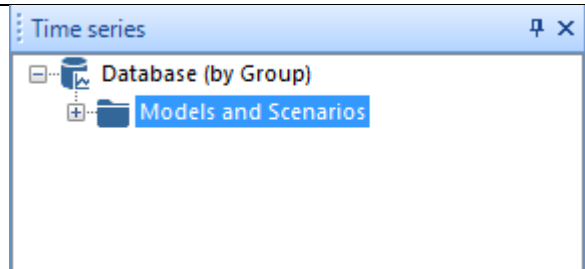 Time series
Database (by Group)
Models and Scenarios